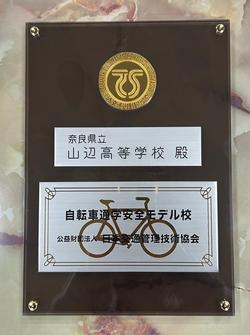 奈良県立
山辺高等学校 殿
自転車通学安全モデル校
公益財団法人 日本交通管理技術協会